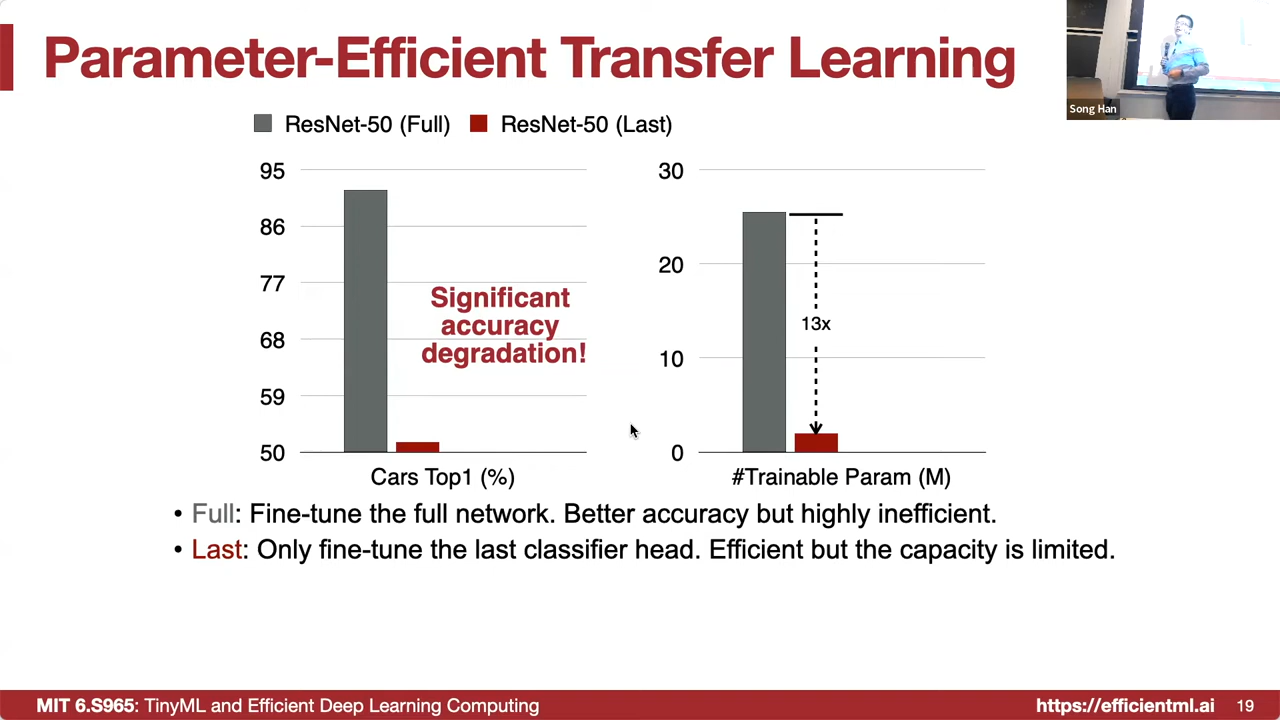 Parameter-Efficient Transfer Learning
Song Han
ResNet-50 (Full) ResNet-50 (Last)
95
86
77
68
59
50
Significant
accuracy
degradation!
Cars Top1 (%)
30
20
10
0
13x
#Trainable Param (M)
• Full: Fine-tune the full network. Better accuracy but highly inefficient.
• Last: Only fine-tune the last classifier head. Efficient but the capacity is limited.
MIT 6.S965: TinyML and Efficient Deep Learning Computing
https://efficientml.ai 19